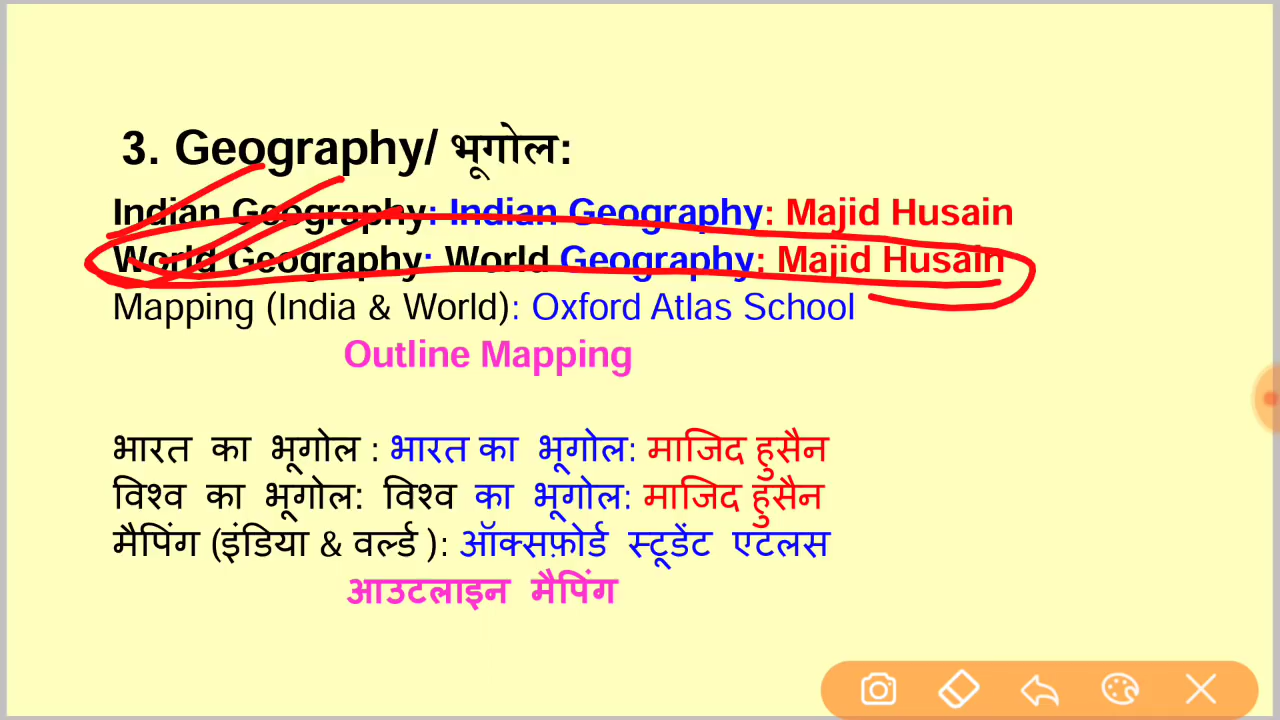 3. Geography/ भूगोल:
Indian Geography: Indian Geography: Majid Husain
World Geography: World Geography: Majid Husain
Mapping (India & World): Oxford Atlas School
Outline Mapping
भारत का भूगोल : भारत का भूगोल: माजिद हुसैन
विश्व का भूगोल: विश्व का भूगोल: माजिद हुसैन
मैपिंग (इंडिया & वर्ल्ड ): ऑक्सफ़ोर्ड स्टूडेंट एटलस
आउटलाइन मैपिंग